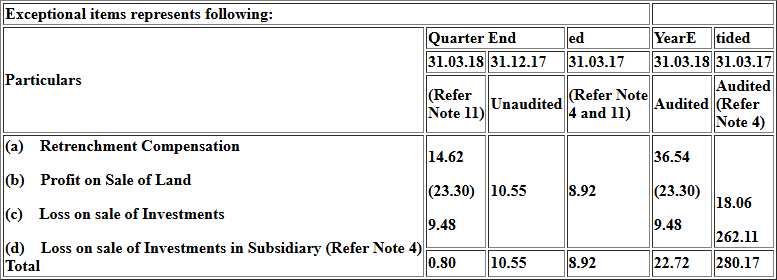 Exceptional items represents following:
Particulars
Quarter End ed YearE tided
31.03.18 31.12.17 31.03.17 31.03.18 31.03.17
(Refer Note 11) Unaudited (Refer Note 4 and 11) Audited Audited (Refer Note 4)
(a) Retrenchment Compensation 14.62 36.54
(b) Profit on Sale of Land (23.30) 10.55 8.92 (23.30) 18.06
(c) Loss on sale of Investments 9.48 9.48 262.11
(d) Loss on sale of Investments in Subsidiary (Refer Note 4)
Total 0.80 10.55 8.92 22.72 280.17